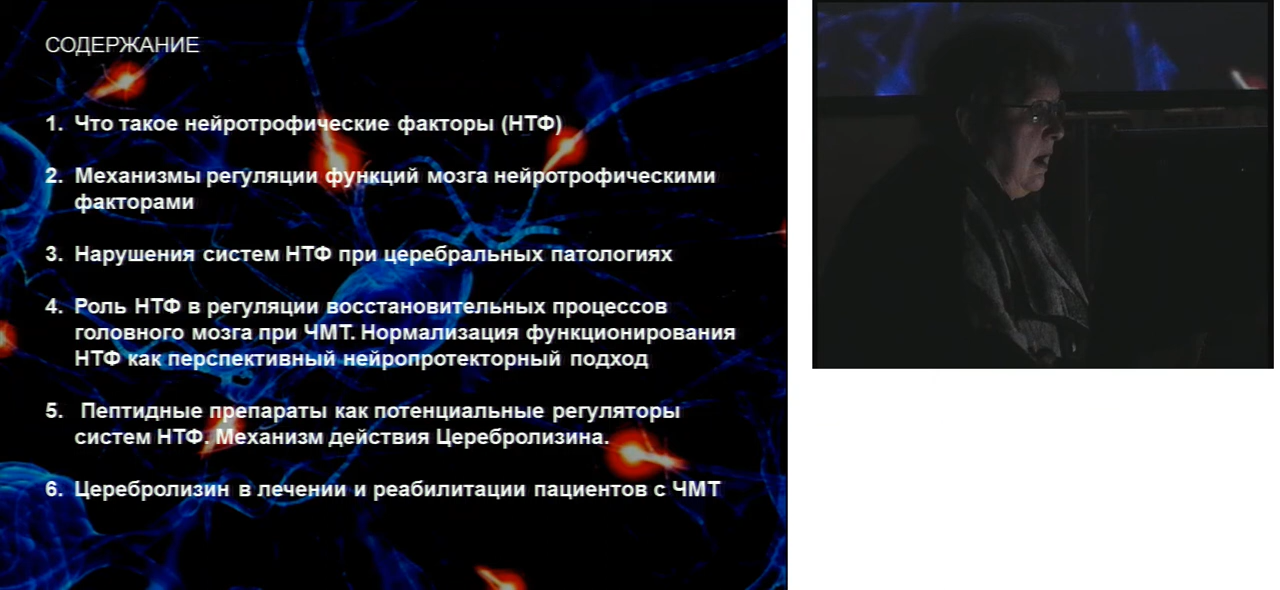 СОДЕРЖАНИЕ
1. Что такое нейротрофические факторы (НТФ)
2. Механизмы регуляции функций мозга нейротрофическими
факторами
3. Нарушения систем НТФ при церебральных патологиях
4. Роль НТФ в регуляции восстановительных процессов
головного мозга при ЧМТ. Нормализация функционирования
НТФ как перспективный нейропротекторный подход
5. Пептидные препараты как потенциальные регуляторы
систем НТФ. Механизм действия Церебролизина.
6. Церебролизин в лечении и реабилитации пациентов с ЧМТ